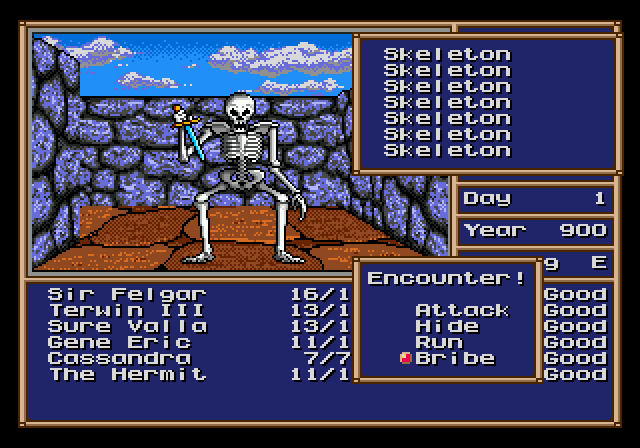 Skeleton
Skeleton
Skeleton
Skeleton
Skeleton
Skeleton
Skeleton
Day 1
Year 900
g E
Encounter!
Attack
Hide
Run
Bribe
Sir Felgar 16/1 Good
Terwin III 13/1 Good
Sure Valla 13/1 Good
Gene Eric 11/1 Good
Cassandra 7/7 Good
The Hermit 11/1 Good